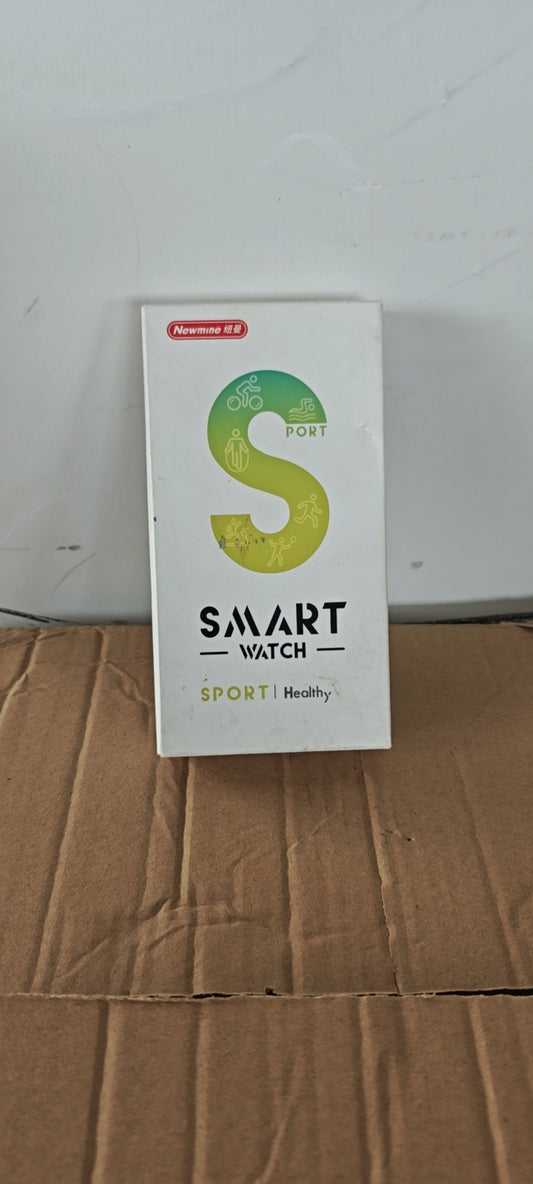 Newmine 纽曼
PORT
SMART
WATCH
SPORT | Healthy